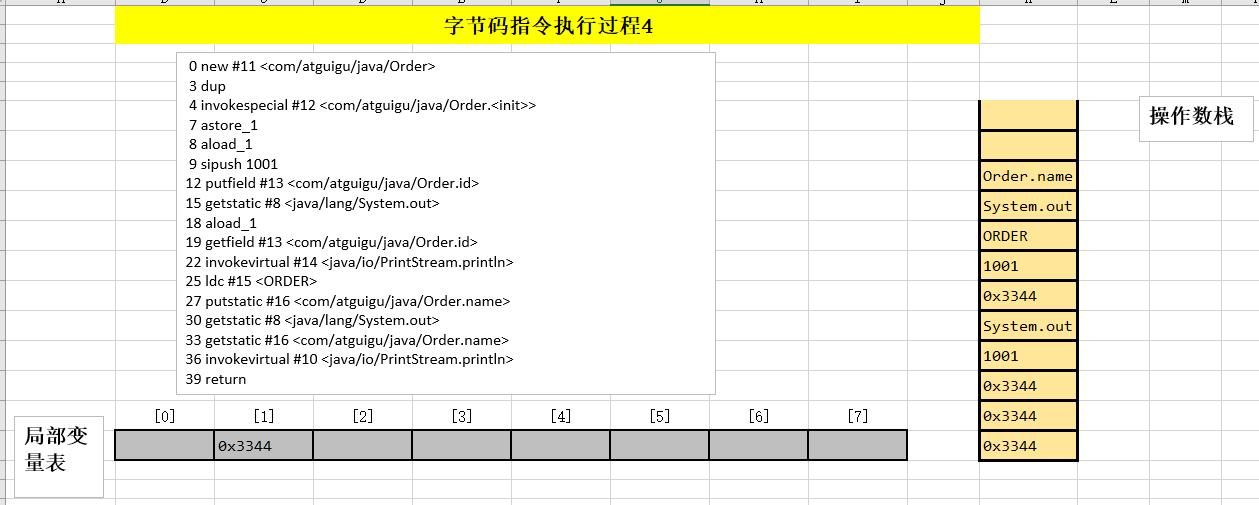 字节码指令执行过程4
0 new #11 <com/atguigu/java/Order>
3 dup
4 invokespecial #12 <com/atguigu/java/Order.<init>>
7 astore_1
8 aload_1
9 sipush 1001
12 putfield #13 <com/atguigu/java/Order.id>
15 getstatic #8 <java/lang/System.out>
18 aload_1
19 getfield #13 <com/atguigu/java/Order.id>
22 invokevirtual #14 <java/io/PrintStream.println>
25 ldc #15 <ORDER>
27 putstatic #16 <com/atguigu/java/Order.name>
30 getstatic #8 <java/lang/System.out>
33 getstatic #16 <com/atguigu/java/Order.name>
36 invokevirtual #10 <java/io/PrintStream.println>
39 return
操作数栈
Order.name
System.out
ORDER
1001
0x3344
System.out
1001
0x3344
0x3344
0x3344
[0] [1] [2] [3] [4] [5] [6] [7]
局部变
量表
0x3344